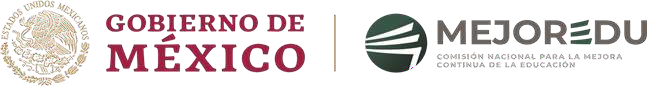 ESTADOS UNIDOS MEXICANOS
GOBIERNO DE
MÉXICO
MEJOREDU
COMISIÓN NACIONAL PARA LA MEJORA
CONTINUA DE LA EDUCACIÓN